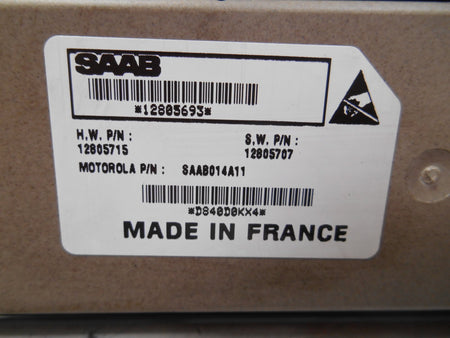 SAAB
*12805693*
H.W. P/N : S.W. P/N :
12805715 12805707
MOTOROLA P/N : SAAB014A11
*D840D0KX4*
MADE IN FRANCE